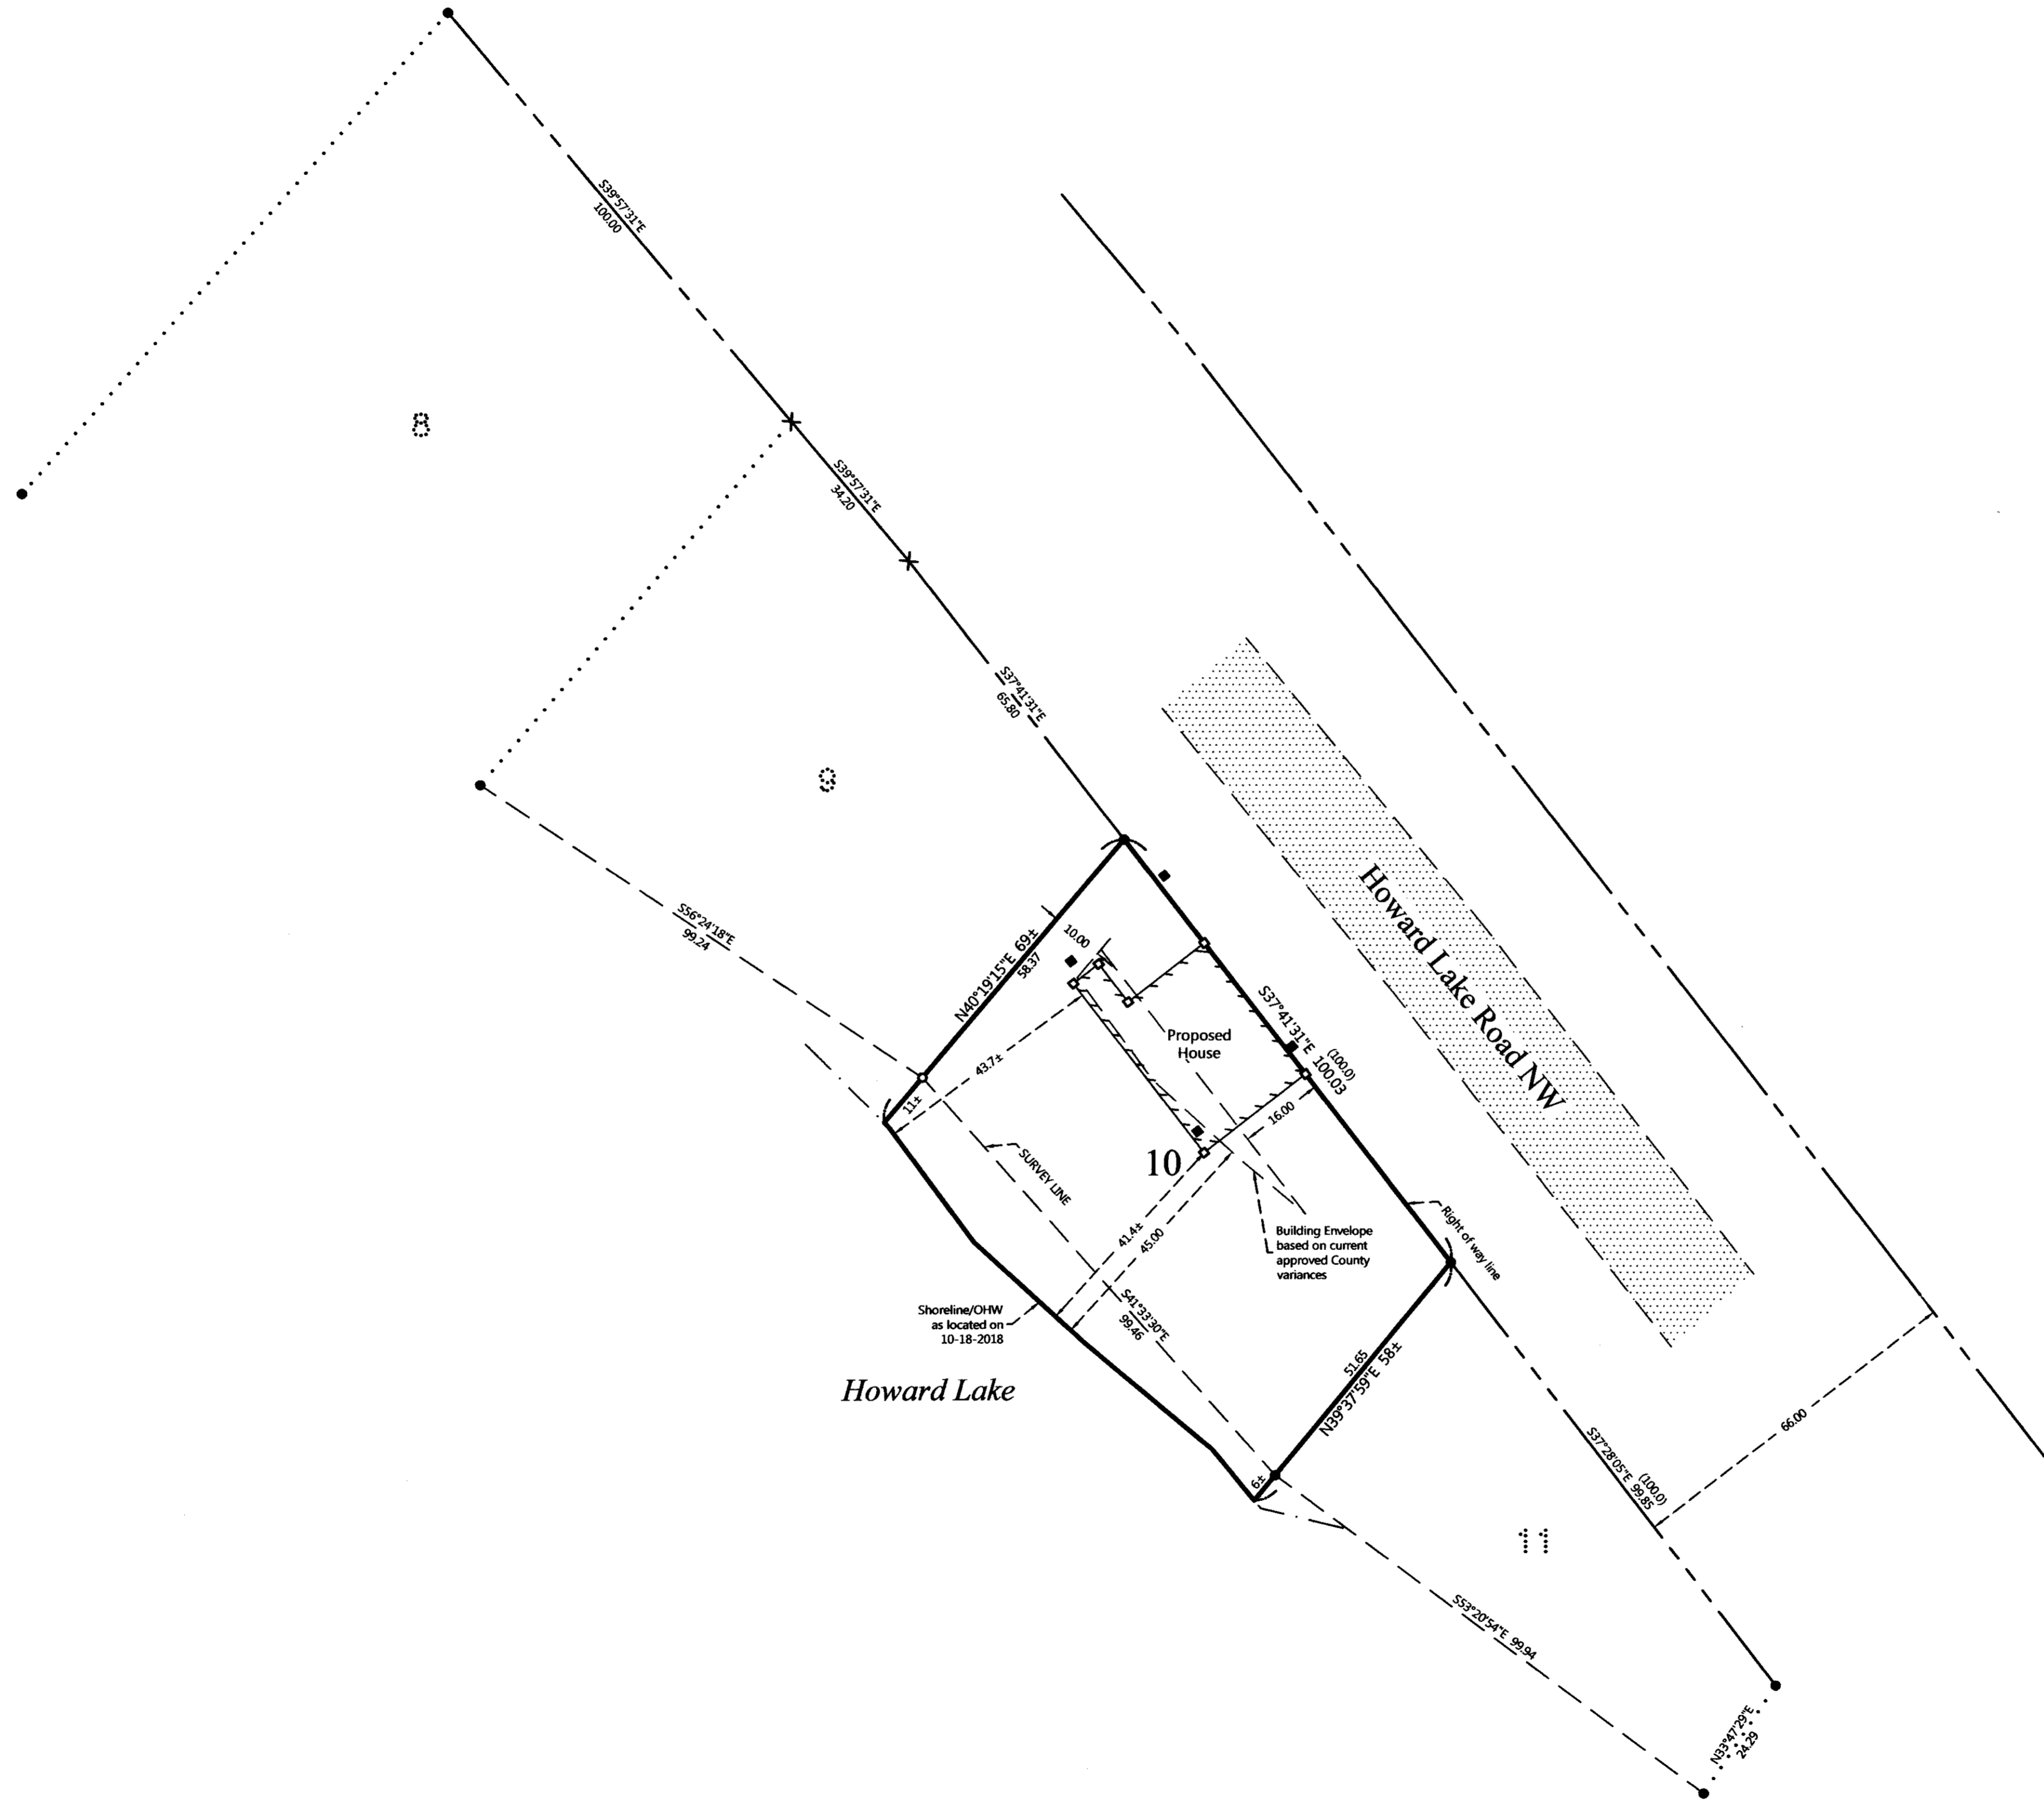 S39°57'31"E
100.00
8
S39°57'31"E
34.20
S37°41'31"E
65.80
9
Howard Lake Road NW
S56°24'18"E
99.24
N40°19'15"E 69±
58.37
10.00
43.7±
11±
Proposed
House
S37°41'31"E 100.03
(100.0)
16.00
10
SURVEY LINE
41.4±
45.00
Building Envelope
based on current
approved County
variances
Right of way line
Shoreline/OHW
as located on
10-18-2018
S41°33'30"E
99.46
Howard Lake
51.65
N39°37'59"E 58±
6±
66.00
S37°28'05"E 99.85
(100.0)
11
S53°20'54"E 99.94
N33°47'29"E
24.29